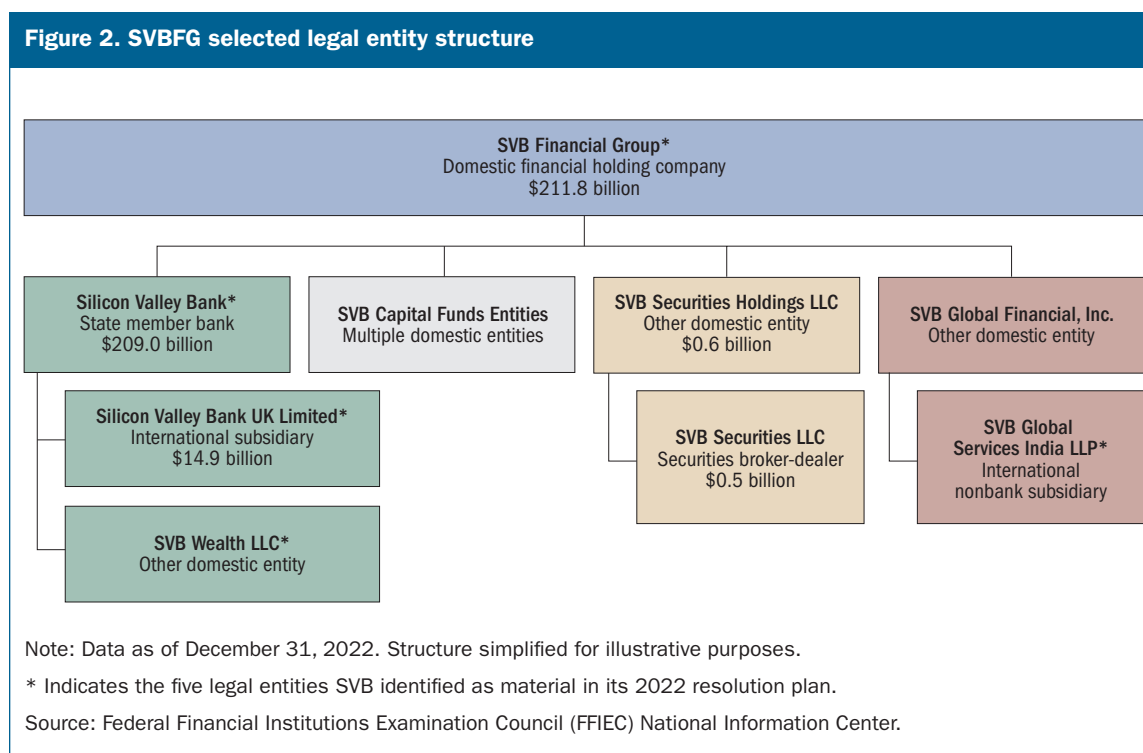 Figure 2. SVBFG selected legal entity structure
SVB Financial Group*
Domestic financial holding company
$211.8 billion
Silicon Valley Bank*
State member bank
$209.0 billion
SVB Capital Funds Entities
Multiple domestic entities
SVB Securities Holdings LLC
Other domestic entity
$0.6 billion
SVB Global Financial, Inc.
Other domestic entity
Silicon Valley Bank UK Limited*
International subsidiary
$14.9 billion
SVB Securities LLC
Securities broker-dealer
$0.5 billion
SVB Global
Services India LLP*
International
nonbank subsidiary
SVB Wealth LLC*
Other domestic entity
Note: Data as of December 31, 2022. Structure simplified for illustrative purposes.
* Indicates the five legal entities SVB identified as material in its 2022 resolution plan.
Source: Federal Financial Institutions Examination Council (FFIEC) National Information Center.